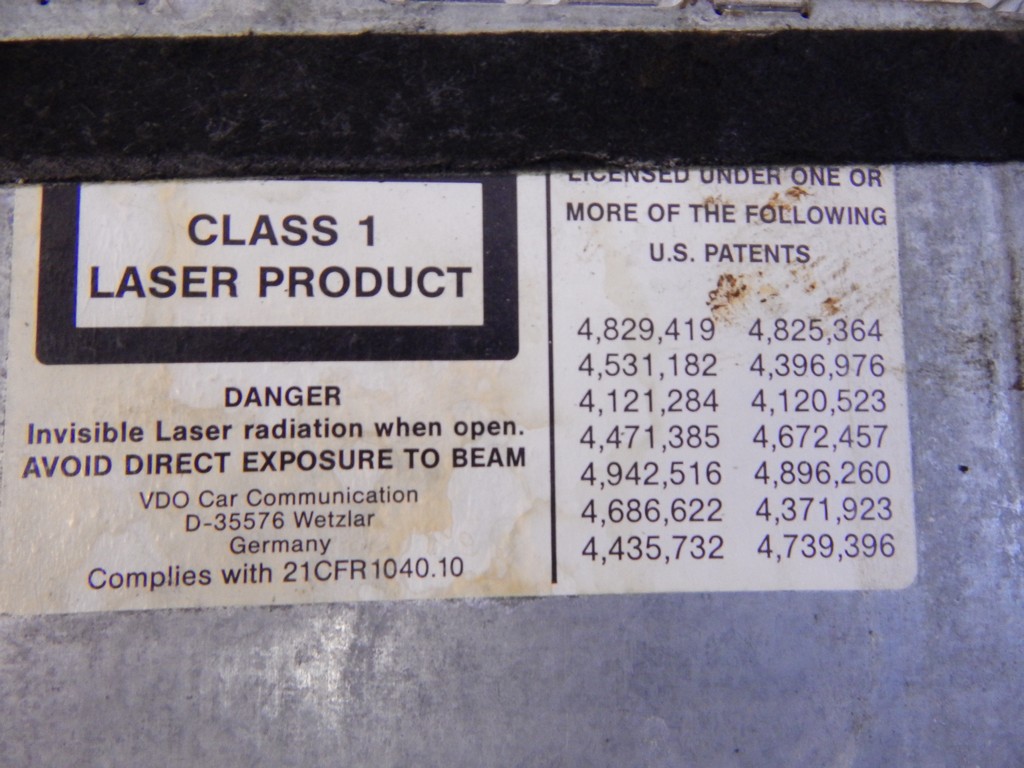 CLASS 1
LASER PRODUCT
DANGER
Invisible Laser radiation when open.
AVOID DIRECT EXPOSURE TO BEAM
VDO Car Communication
D-35576 Wetzlar
Germany
Complies with 21CFR1040.10
LICENSED UNDER ONE OR
MORE OF THE FOLLOWING
U.S. PATENTS
4,829,419 4,825,364
4,531,182 4,396,976
4,121,284 4,120,523
4,471,385 4,672,457
4,942,516 4,896,260
4,686,622 4,371,923
4,435,732 4,739,396